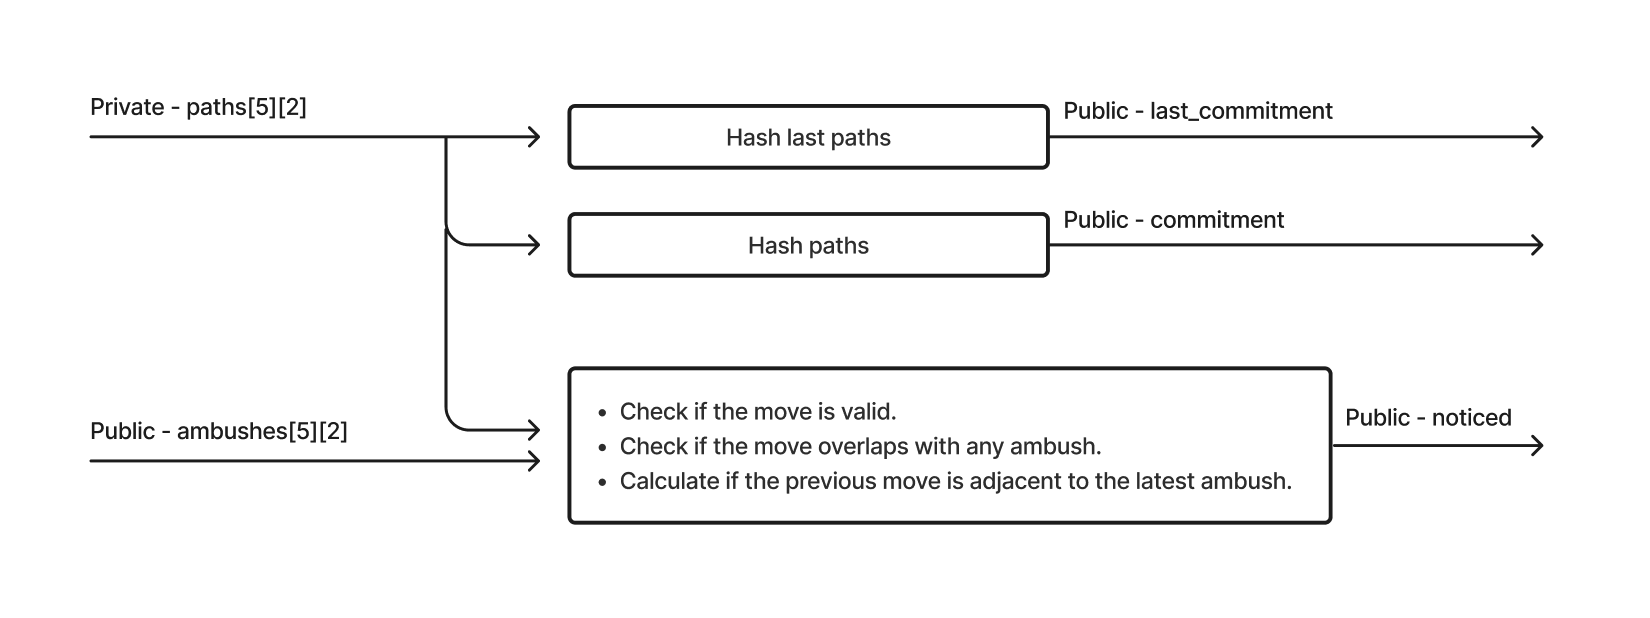 Private - paths[5][2]
Hash last paths
Public - last_commitment
Hash paths
Public - commitment
Public - ambushes[5][2]
• Check if the move is valid.
• Check if the move overlaps with any ambush.
• Calculate if the previous move is adjacent to the latest ambush.
Public - noticed